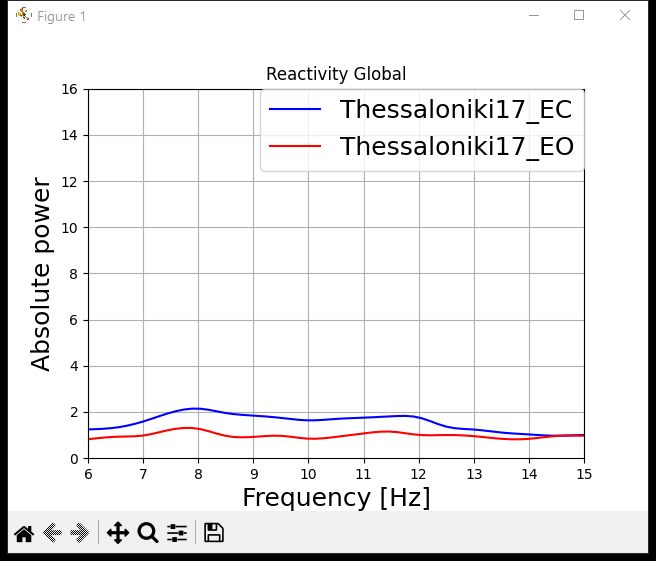 Figure 1
Reactivity Global
Thessaloniki17_EC
Thessaloniki17_EO
Absolute power
16
14
12
10
8
6
4
2
0
6 7 8 9 10 11 12 13 14 15
Frequency [Hz]